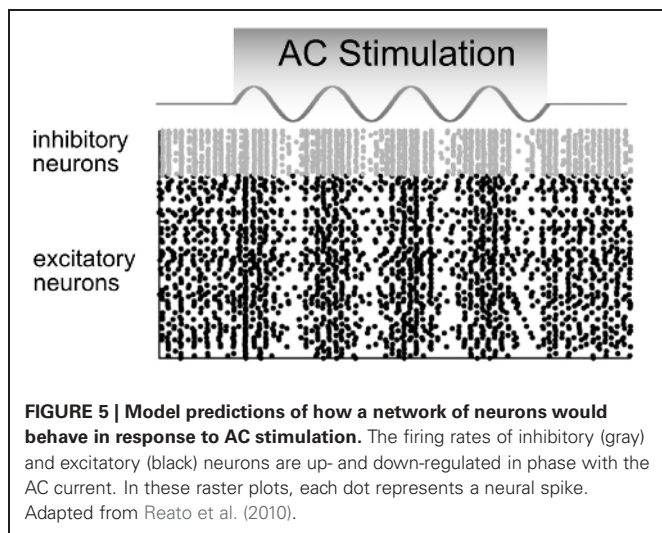 AC Stimulation
inhibitory
neurons
excitatory
neurons
FIGURE 5 | Model predictions of how a network of neurons would
behave in response to AC stimulation. The firing rates of inhibitory (gray)
and excitatory (black) neurons are up- and down-regulated in phase with the
AC current. In these raster plots, each dot represents a neural spike.
Adapted from Reato et al. (2010).